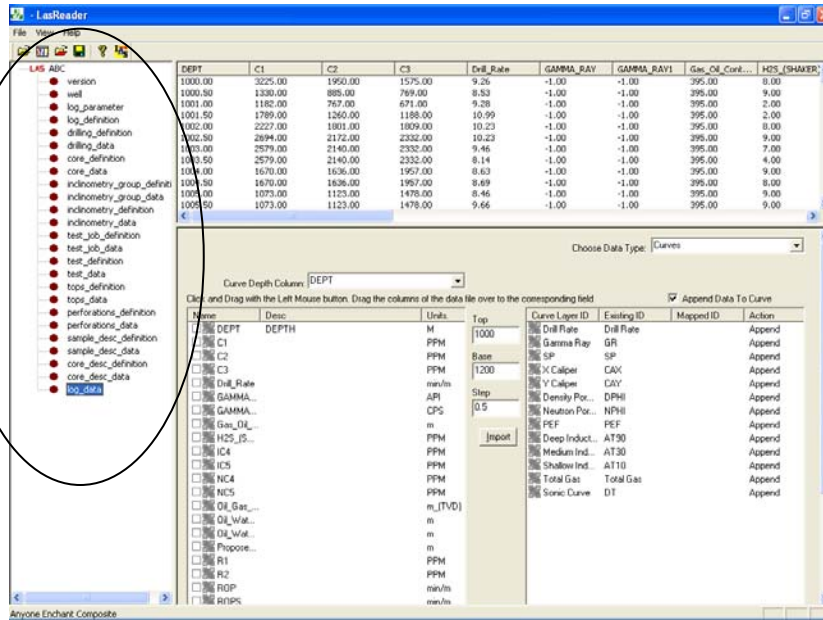 - LasReader
File View Help
LAS ABC
version
well
log_parameter
log_definition
drilling_definition
drilling_data
core_definition
core_data
inclinometry_group_definiti
inclinometry_group_data
inclinometry_definition
inclinometry_data
test_job_definition
test_job_data
test_definition
test_data
tops_definition
tops_data
perforations_definition
perforations_data
sample_desc_definition
sample_desc_data
core_desc_definition
core_desc_data
log_data
DEPT C1 C2 C3 Drill_Rate GAMMA_RAY GAMMA_RAY1 Gas_Oil_Cont... H2S_(SHAKER)
1000.00 3225.00 1950.00 1575.00 9.26 -1.00 -1.00 395.00 8.00
1000.50 1330.00 885.00 769.00 8.53 -1.00 -1.00 395.00 9.00
1001.00 1182.00 767.00 671.00 9.28 -1.00 -1.00 395.00 2.00
1001.50 1789.00 1260.00 1188.00 10.99 -1.00 -1.00 395.00 2.00
1002.00 2227.00 1801.00 1809.00 10.23 -1.00 -1.00 395.00 8.00
1002.50 2694.00 2172.00 2332.00 10.23 -1.00 -1.00 395.00 9.00
1003.00 2579.00 2140.00 2332.00 9.46 -1.00 -1.00 395.00 7.00
1003.50 2579.00 2140.00 2332.00 8.14 -1.00 -1.00 395.00 4.00
1004.00 1670.00 1636.00 1957.00 8.63 -1.00 -1.00 395.00 9.00
1004.50 1670.00 1636.00 1957.00 8.69 -1.00 -1.00 395.00 8.00
1005.00 1073.00 1123.00 1478.00 8.46 -1.00 -1.00 395.00 9.00
1005.50 1073.00 1123.00 1478.00 9.66 -1.00 -1.00 395.00 9.00
Choose Data Type: Curves
Curve Depth Column: DEPT
Click and Drag with the Left Mouse button. Drag the columns of the data file over to the corresponding field
Append Data To Curve
Name Desc Units
DEPT DEPTH M
C1 PPM
C2 PPM
C3 PPM
Drill_Rate min/m
GAMMA... API
GAMMA... CPS
Gas_Oil_... m
H2S_(S... PPM
IC4 PPM
IC5 PPM
NC4 PPM
NC5 PPM
Oil_Gas_... m_(TVD)
Oil_Wat... m
Oil_Wat... m
Propose... m
R1 PPM
R2 PPM
ROP min/m
ROPS min/m
Top
1000
Base
1200
Step
0.5
Import
Curve Layer ID Existing ID Mapped ID Action
Drill Rate Drill Rate Append
Gamma Ray GR Append
SP SP Append
X Caliper CAX Append
Y Caliper CAY Append
Density Por... DPHI Append
Neutron Por... NPHI Append
PEF PEF Append
Deep Induct... AT90 Append
Medium Ind... AT30 Append
Shallow Ind... AT10 Append
Total Gas Total Gas Append
Sonic Curve DT Append
Anyone Enchant Composite